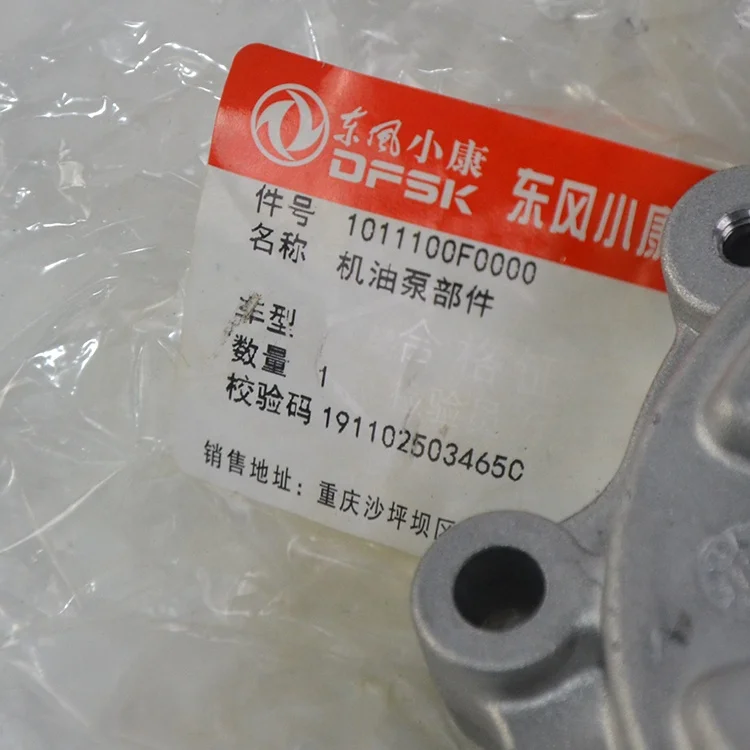 东风小康
DFSK
东风小康
件号 1011100F0000
名称 机油泵部件
车型
数量 1
校验码 191102503465C
销售地址：重庆沙坪坝区